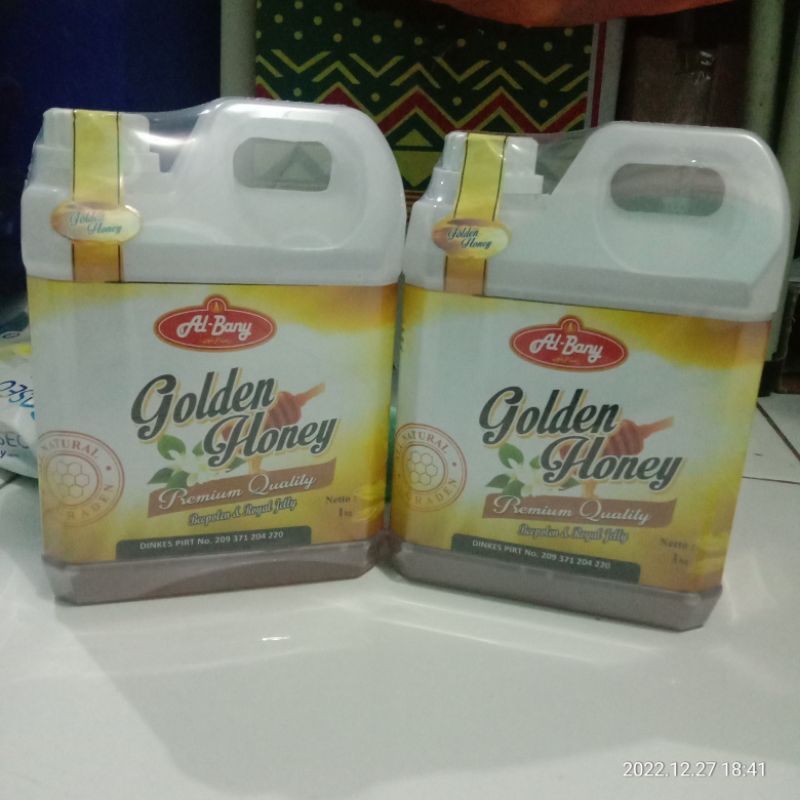 Golden
Honey
Al-Bany
Golden
Honey
NATURAL
Premium Quality
Beepolen & Royal Jelly
Netto :
1 KG
DINKES PIRT No. 209 371 204 220
Golden
Honey
Al-Bany
Golden
Honey
Premium Quality
Beepolen & Royal Jelly
Netto :
DINKES PIRT No. 209 371 204 220
2022.12.27 18:41